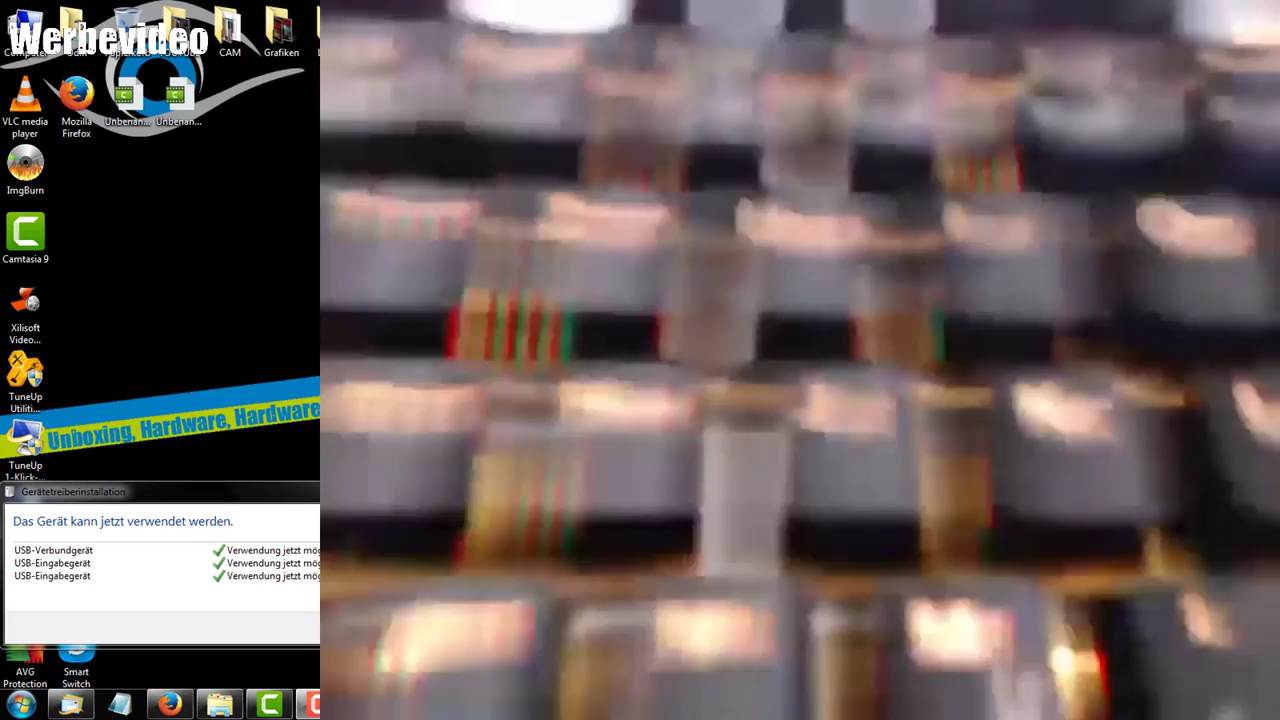 Werbevideo
CAM
Grafiken
VLC media player
Mozilla Firefox
Unbenan...
Unbenan...
ImgBurn
Camtasia 9
Xilisoft Video...
TuneUp Utiliti...
Unboxing, Hardware, Hardware
TuneUp 1-Klick-...
Gerätetreiberinstallation
Das Gerät kann jetzt verwendet werden.
USB-Verbundgerät Verwendung jetzt mög
USB-Eingabegerät Verwendung jetzt mög
USB-Eingabegerät Verwendung jetzt mög
AVG Protection
Smart Switch